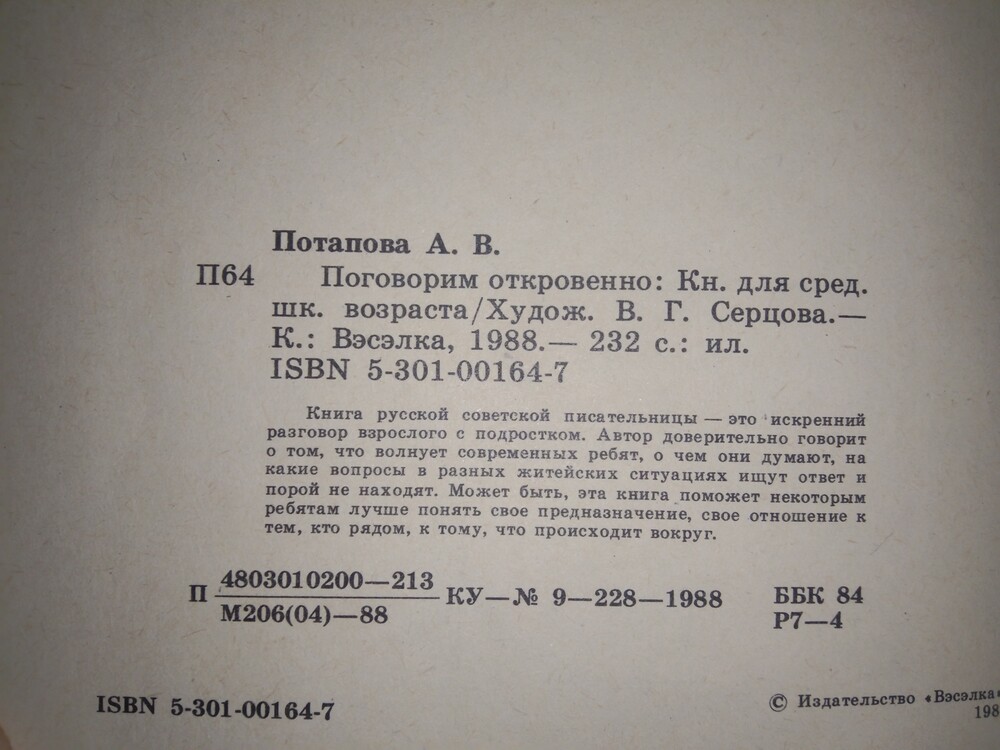 Потапова А. В.
П64 Поговорим откровенно: Кн. для сред.
шк. возраста/Худож. В. Г. Серцова.—
К.: Вэсэлка, 1988.— 232 с.: ил.
ISBN 5-301-00164-7
Книга русской советской писательницы — это искренний
разговор взрослого с подростком. Автор доверительно говорит
о том, что волнует современных ребят, о чем они думают, на
какие вопросы в разных житейских ситуациях ищут ответ и
порой не находят. Может быть, эта книга поможет некоторым
ребятам лучше понять свое предназначение, свое отношение к
тем, кто рядом, к тому, что происходит вокруг.
П 4803010200—213 КУ—№ 9—228—1988 ББК 84
М206(04)—88 Р7—4
ISBN 5-301-00164-7 © Издательство «Вэсэлка»
198